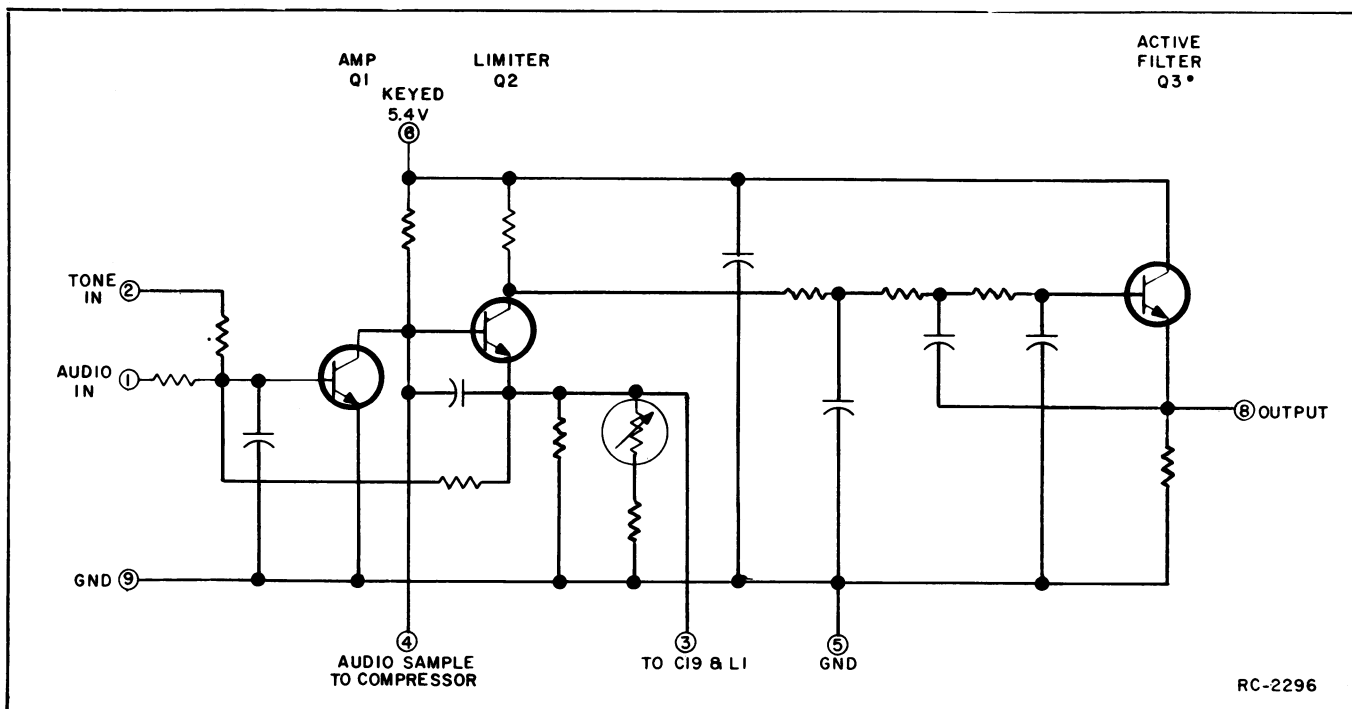 AMP
Q1
LIMITER
Q2
ACTIVE
FILTER
Q3
KEYED
5.4V
6
TONE
IN
2
AUDIO
IN
1
8 OUTPUT
GND 9
4
AUDIO SAMPLE
TO COMPRESSOR
3
TO C19 & L1
5
GND
RC-2296